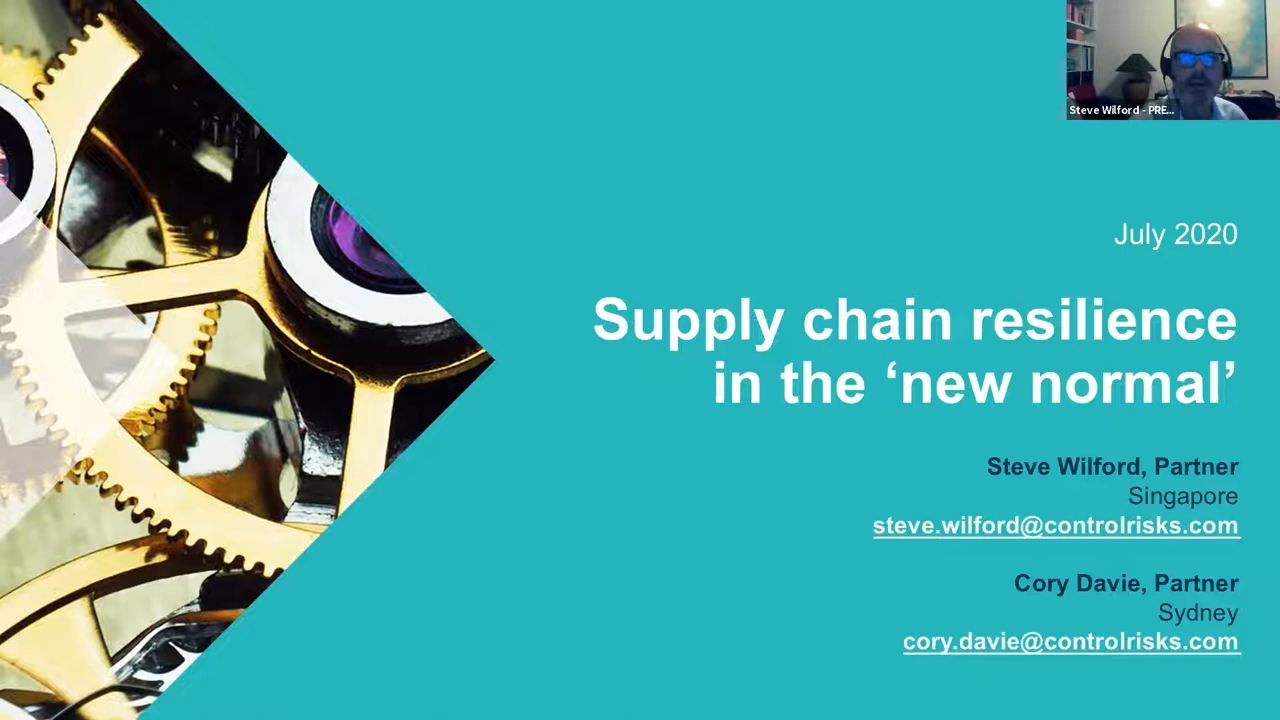 Steve Wilford - PRE...
July 2020
Supply chain resilience
in the ‘new normal’
Steve Wilford, Partner
Singapore
steve.wilford@controlrisks.com
Cory Davie, Partner
Sydney
cory.davie@controlrisks.com